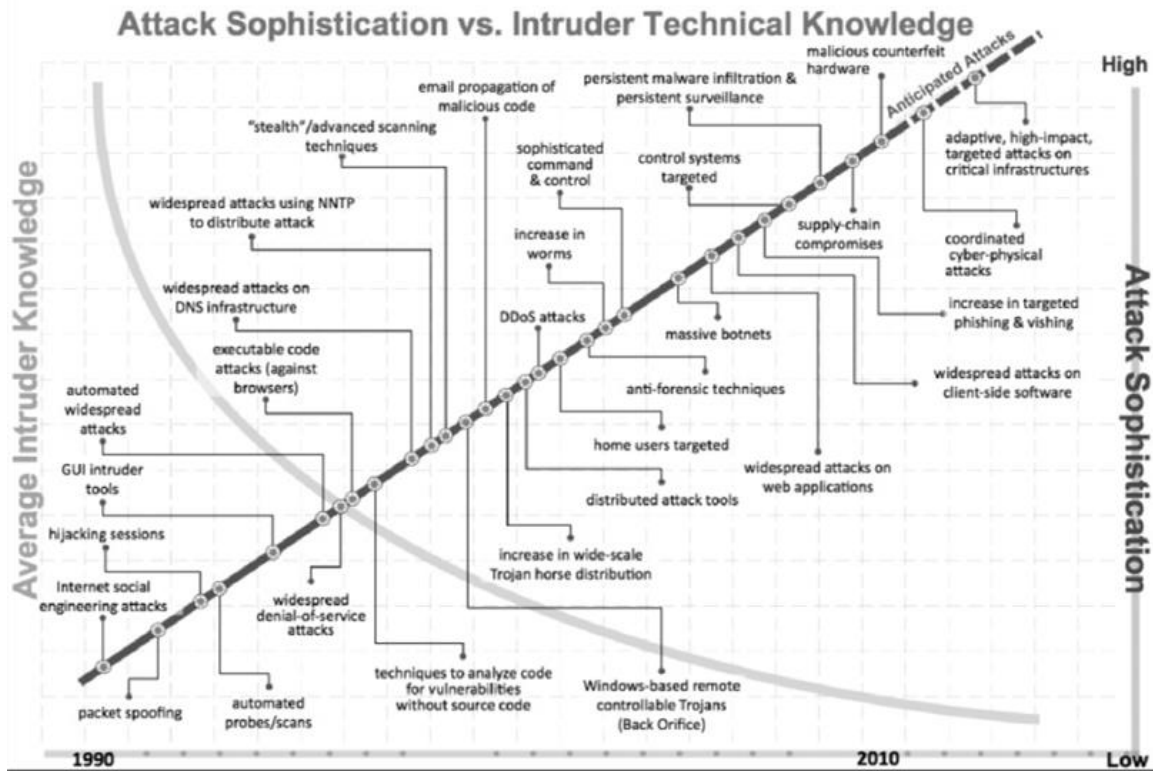 Attack Sophistication vs. Intruder Technical Knowledge
Average Intruder Knowledge
High
Attack Sophistication
Low
1990
2010
Anticipated Attacks
Internet social
engineering attacks
packet spoofing
hijacking sessions
automated
probes/scans
GUI intruder
tools
automated
widespread
attacks
widespread
denial-of-service
attacks
executable code
attacks (against
browsers)
techniques to analyze code
for vulnerabilities
without source code
widespread attacks on
DNS infrastructure
widespread attacks using NNTP
to distribute attack
"stealth"/advanced scanning
techniques
Windows-based remote
controllable Trojans
(Back Orifice)
email propagation of
malicious code
increase in wide-scale
Trojan horse distribution
distributed attack tools
DDoS attacks
home users targeted
anti-forensic techniques
increase in
worms
sophisticated
command
& control
massive botnets
widespread attacks on
web applications
widespread attacks on
client-side software
increase in targeted
phishing & vishing
control systems
targeted
persistent malware infiltration &
persistent surveillance
supply-chain
compromises
malicious counterfeit
hardware
coordinated
cyber-physical
attacks
adaptive, high-impact,
targeted attacks on
critical infrastructures